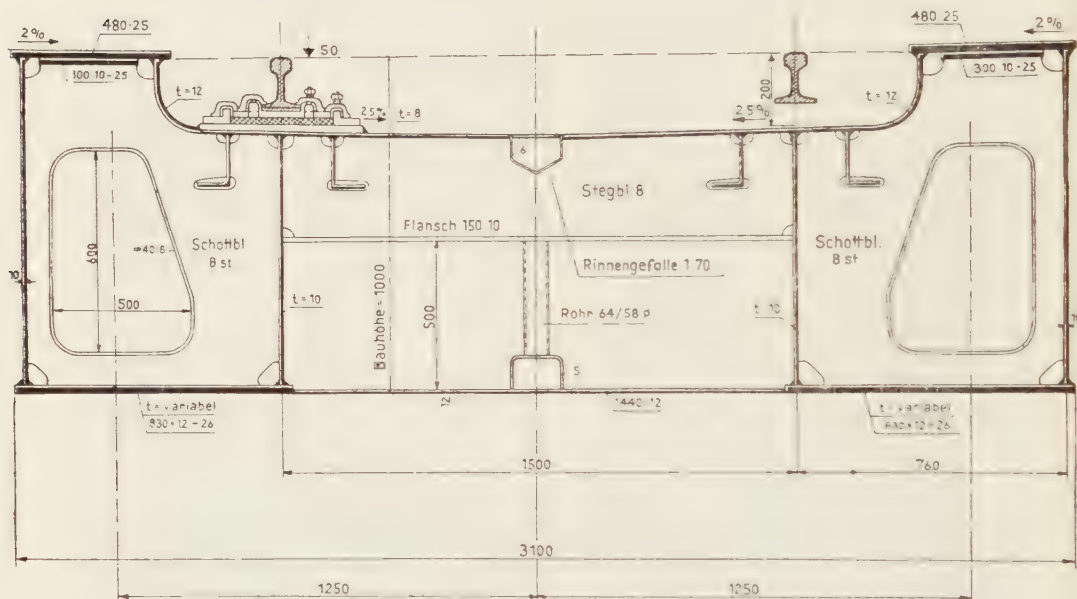 480·25
2%
300 10-25
t=12
50
25%
t=8
200
480 25
2%
300 10-25
t=12
25%
6
Stegbl 8
Flansch 150 10
600
500
Schottbl
8 st
10
t=10
Bauhöhe=1000
500
Rinnengefälle 1 70
Rohr 64/58 ø
t=10
Schottbl.
8 st
5
12
1440·12
t=variabel
830×12-26
t=variabel
830×12-26
1500
760
3100
1250
1250